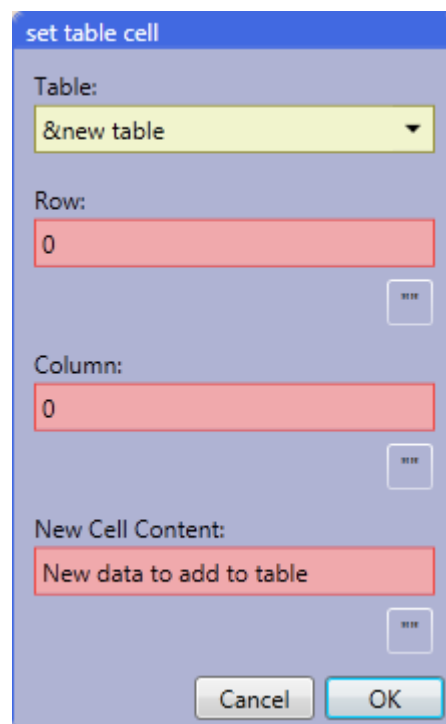 set table cell
Table:
&new table
Row:
0
""
Column:
0
""
New Cell Content:
New data to add to table
""
Cancel OK